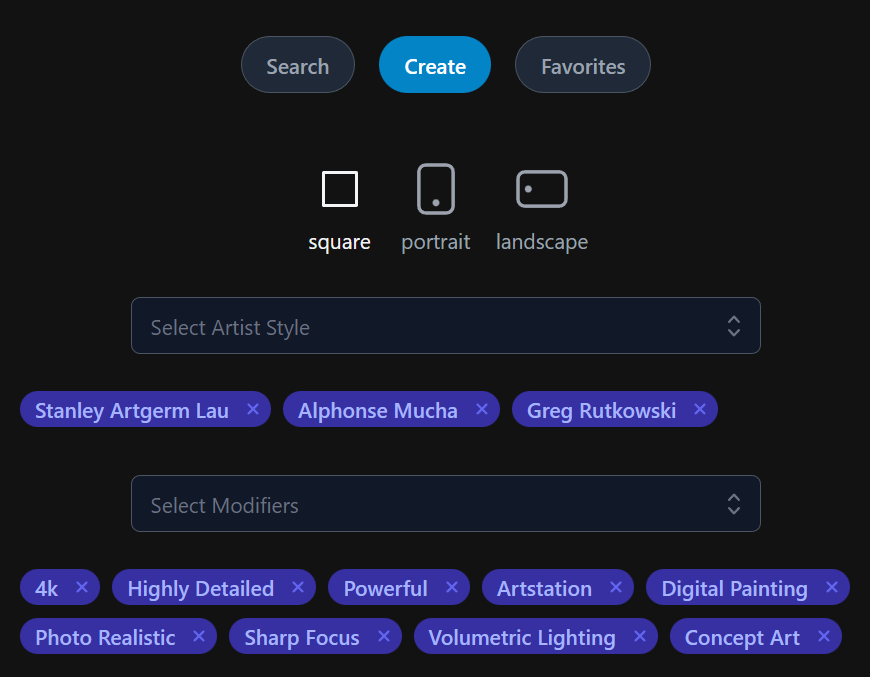 Search Create Favorites
square portrait landscape
Select Artist Style
Stanley Artgerm Lau × Alphonse Mucha × Greg Rutkowski ×
Select Modifiers
4k × Highly Detailed × Powerful × Artstation × Digital Painting ×
Photo Realistic × Sharp Focus × Volumetric Lighting × Concept Art ×